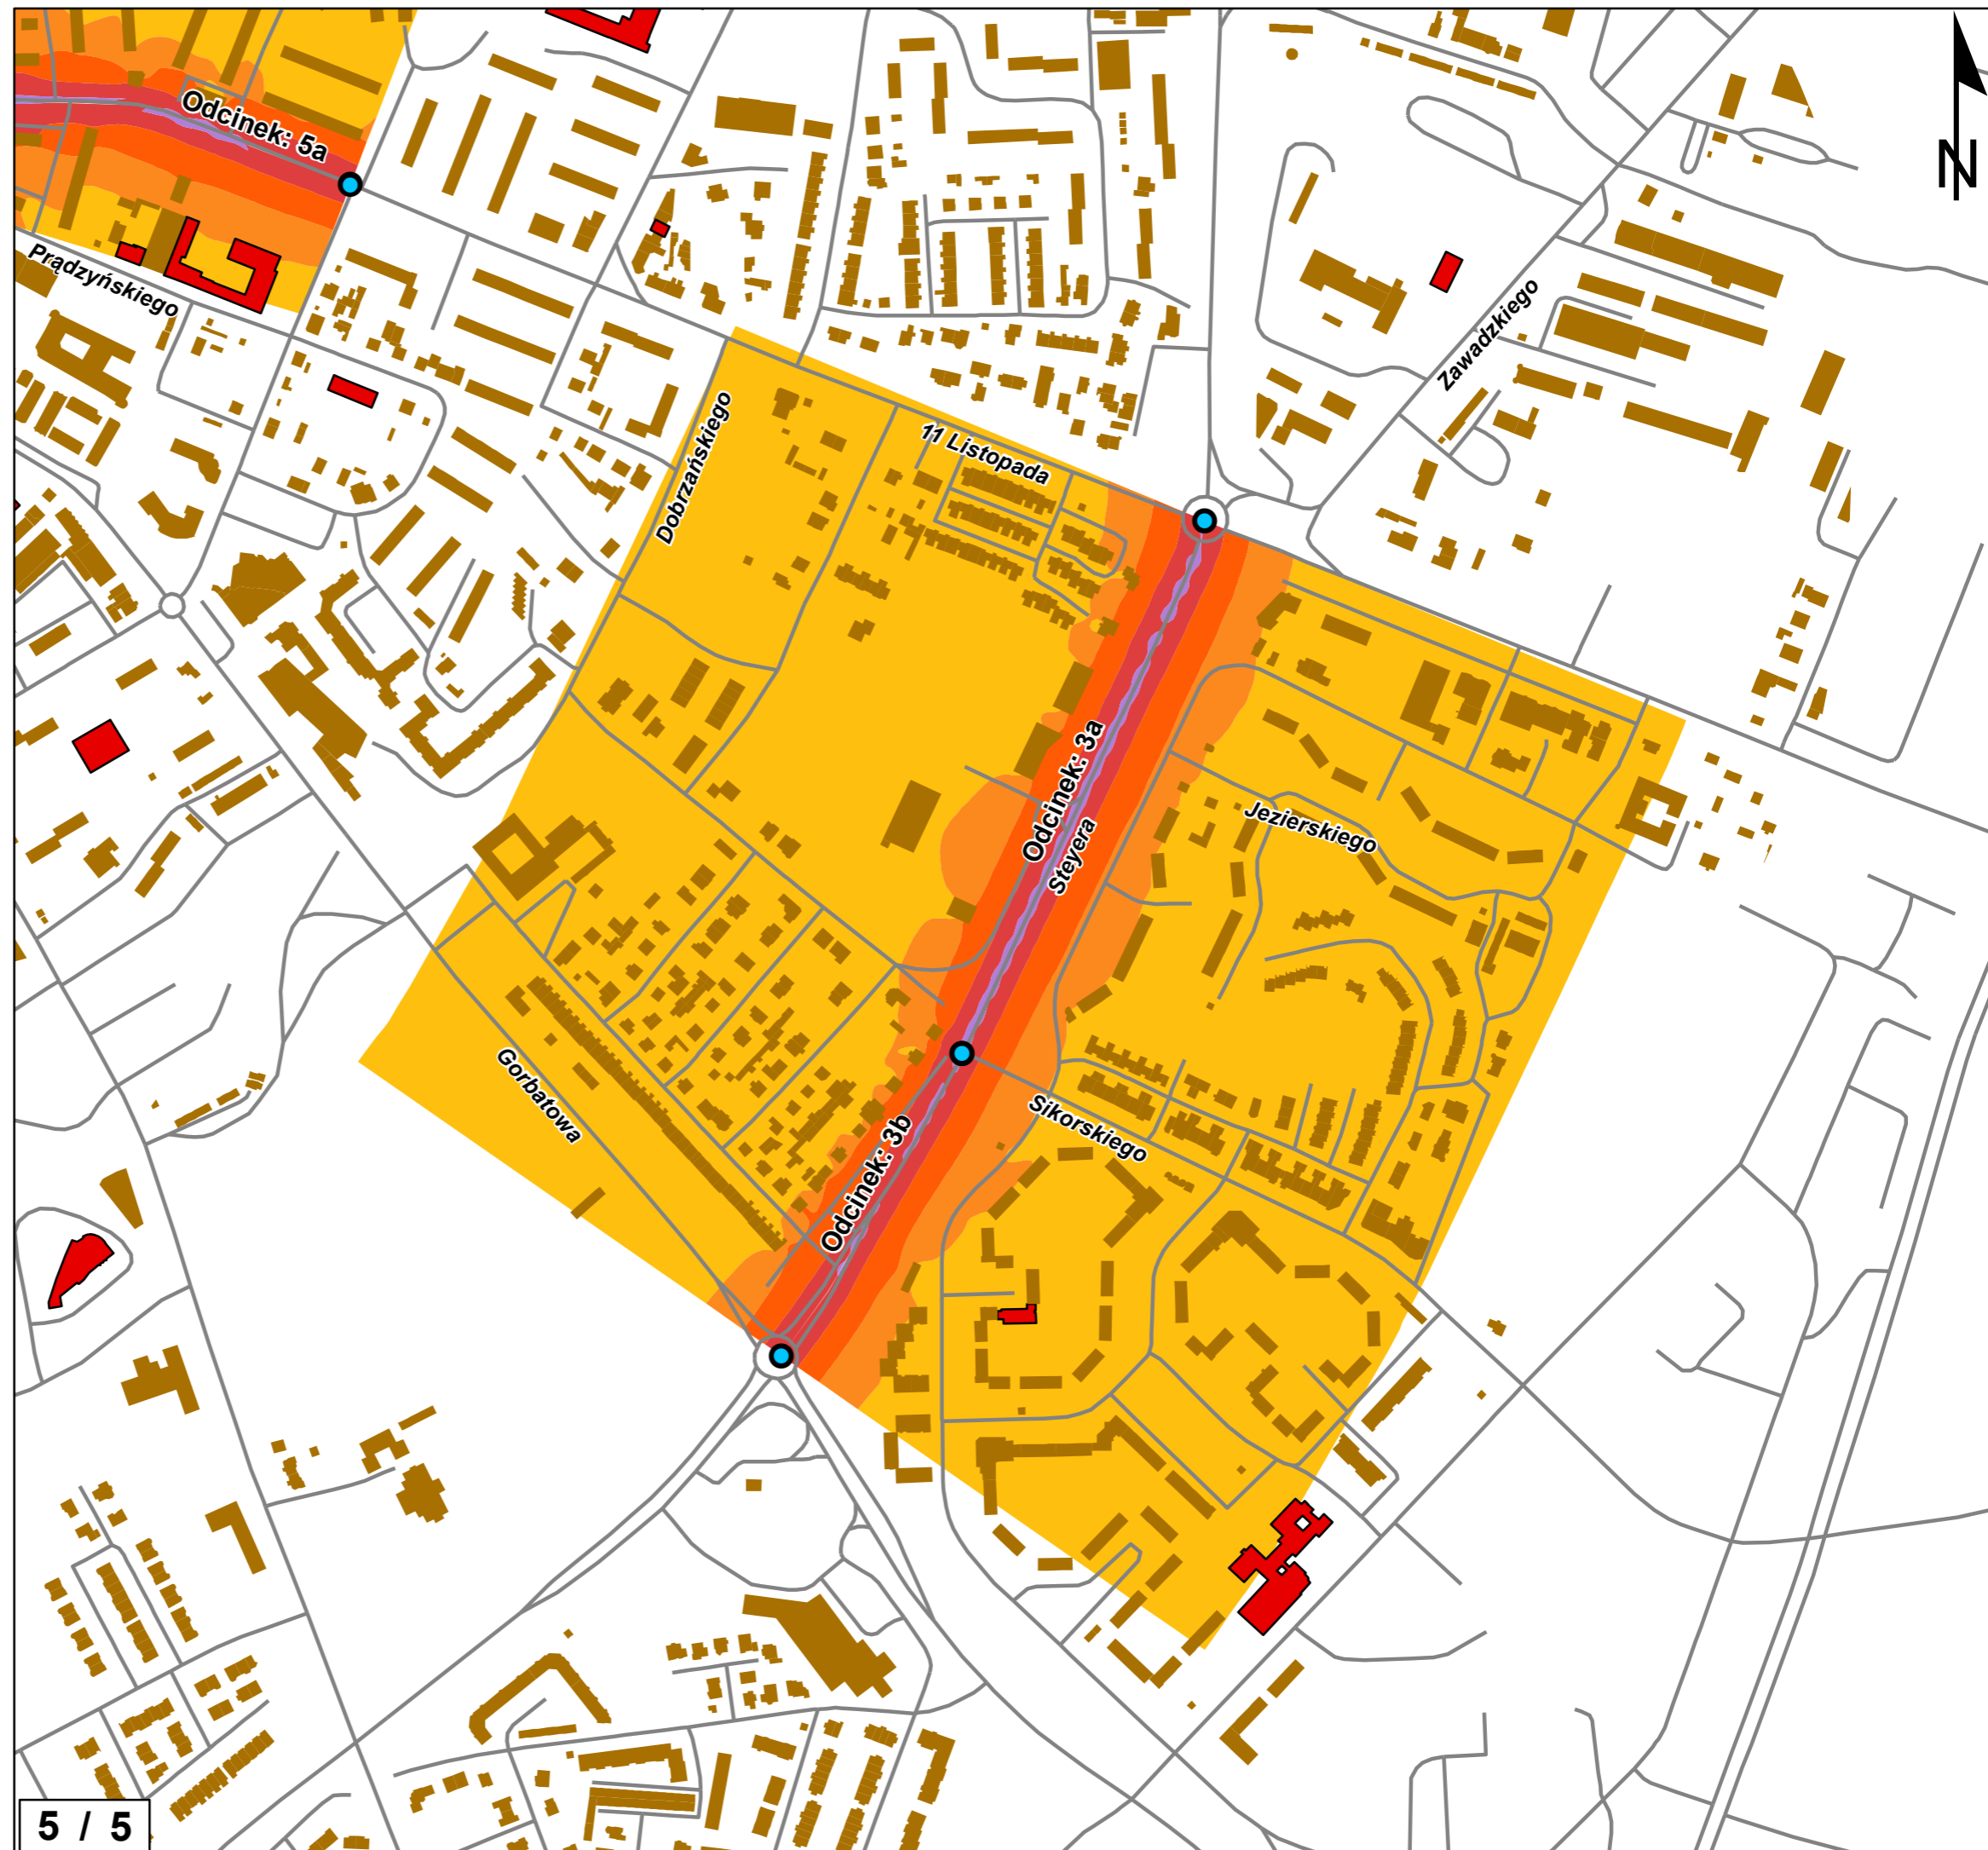 Odcinek: 5a
N
Prądzyńskiego
Zawadzkiego
Dobrzańskiego
11 Listopada
Odcinek: 3a
Steyera
Jezierskiego
Gorbatowa
Sikorskiego
Odcinek: 3b
5 / 5